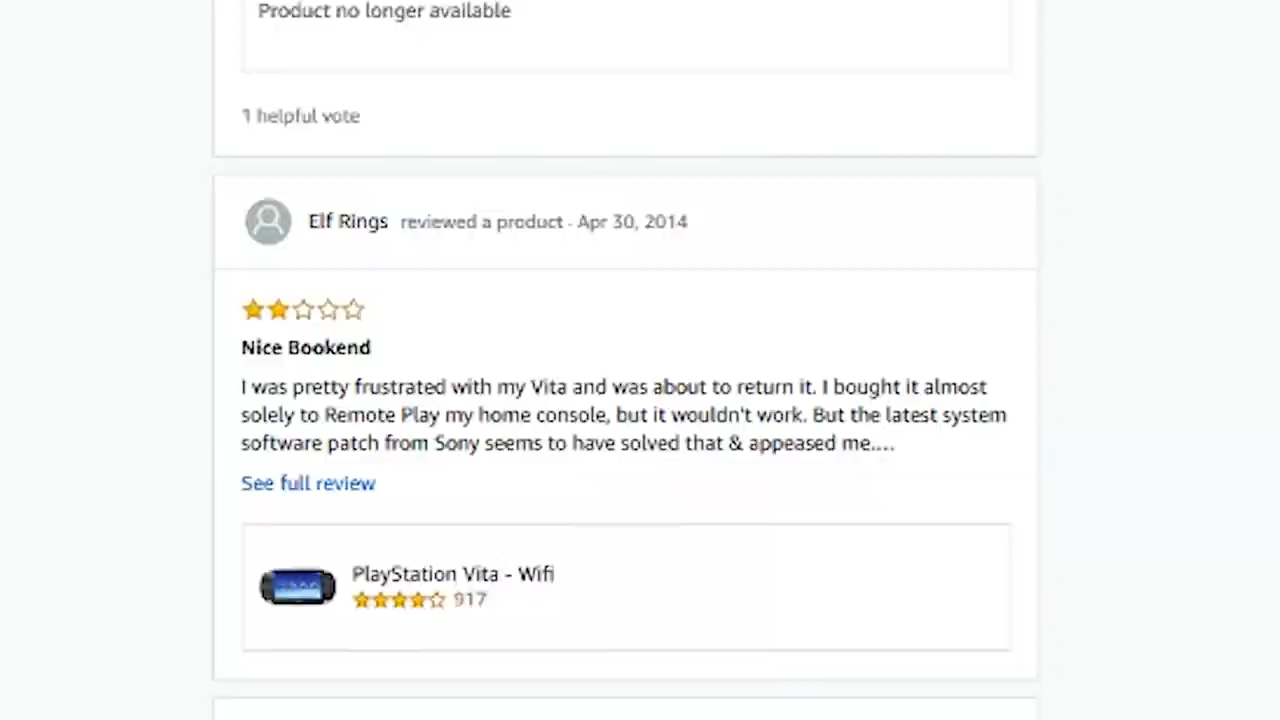 Product no longer available
1 helpful vote
Elf Rings reviewed a product · Apr 30, 2014
Nice Bookend
I was pretty frustrated with my Vita and was about to return it. I bought it almost
solely to Remote Play my home console, but it wouldn't work. But the latest system
software patch from Sony seems to have solved that & appeased me....
See full review
PlayStation Vita - Wifi
917